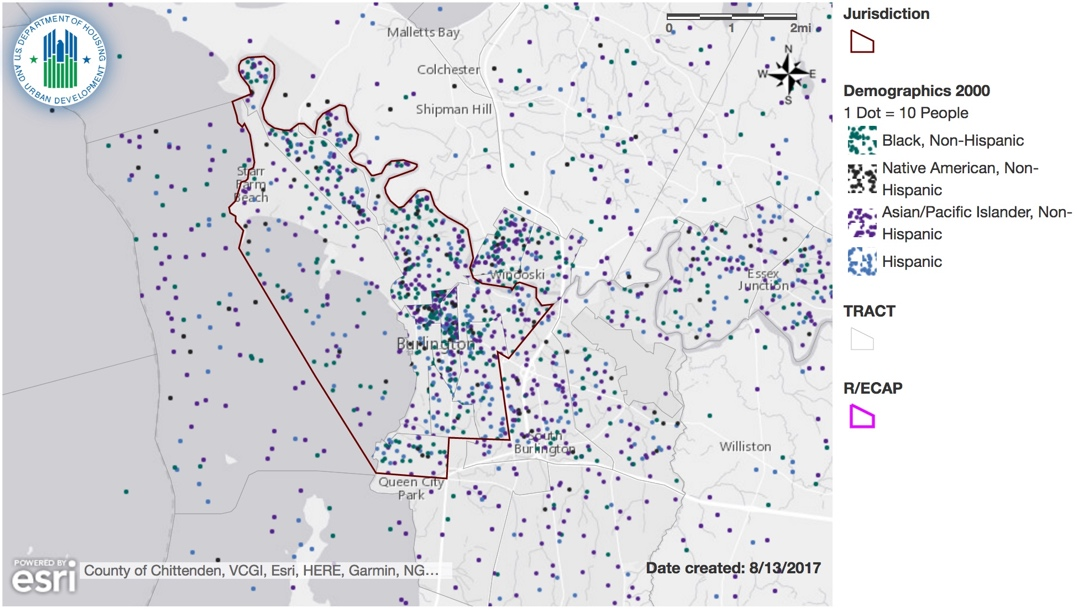 U.S. DEPARTMENT OF HOUSING
AND URBAN DEVELOPMENT
Malletts Bay
Colchester
Shipman Hill
0 1 2mi
N
W E
S
Starr
Farm
Beach
Winooski
Essex
Junction
Burlington
South
Burlington
Williston
Queen City
Park
POWERED BY
esri
County of Chittenden, VCGI, Esri, HERE, Garmin, NG...
Date created: 8/13/2017
Jurisdiction
Demographics 2000
1 Dot = 10 People
Black, Non-Hispanic
Native American, Non-
Hispanic
Asian/Pacific Islander, Non-
Hispanic
Hispanic
TRACT
R/ECAP